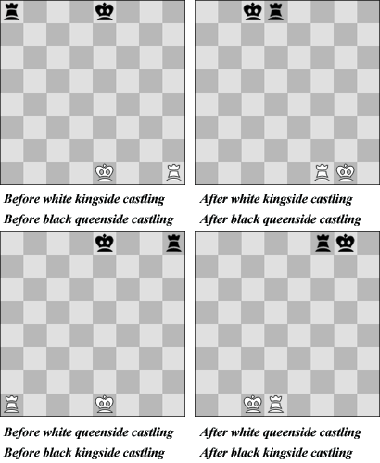 Before white kingside castling
Before black queenside castling
After white kingside castling
After black queenside castling
Before white queenside castling
Before black kingside castling
After white queenside castling
After black kingside castling